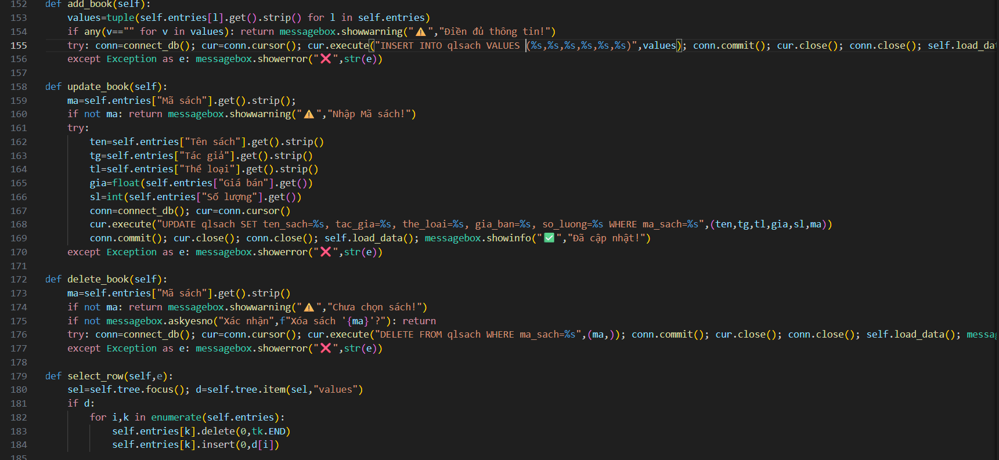 152 def add_book(self):
153 values=tuple(self.entries[l].get().strip() for l in self.entries)
154 if any(v=="" for v in values): return messagebox.showwarning("⚠️","Điền đủ thông tin!")
155 try: conn=connect_db(); cur=conn.cursor(); cur.execute("INSERT INTO qlsach VALUES (%s,%s,%s,%s,%s,%s)",values); conn.commit(); cur.close(); conn.close(); self.load_dat
156 except Exception as e: messagebox.showerror("❌",str(e))
157
158 def update_book(self):
159 ma=self.entries["Mã sách"].get().strip();
160 if not ma: return messagebox.showwarning("⚠️","Nhập Mã sách!")
161 try:
162 ten=self.entries["Tên sách"].get().strip()
163 tg=self.entries["Tác giả"].get().strip()
164 tl=self.entries["Thể loại"].get().strip()
165 gia=float(self.entries["Giá bán"].get())
166 sl=int(self.entries["Số lượng"].get())
167 conn=connect_db(); cur=conn.cursor()
168 cur.execute("UPDATE qlsach SET ten_sach=%s, tac_gia=%s, the_loai=%s, gia_ban=%s, so_luong=%s WHERE ma_sach=%s",(ten,tg,tl,gia,sl,ma))
169 conn.commit(); cur.close(); conn.close(); self.load_data(); messagebox.showinfo("✅","Đã cập nhật!")
170 except Exception as e: messagebox.showerror("❌",str(e))
171
172 def delete_book(self):
173 ma=self.entries["Mã sách"].get().strip()
174 if not ma: return messagebox.showwarning("⚠️","Chưa chọn sách!")
175 if not messagebox.askyesno("Xác nhận",f"Xóa sách '{ma}'?"): return
176 try: conn=connect_db(); cur=conn.cursor(); cur.execute("DELETE FROM qlsach WHERE ma_sach=%s",(ma,)); conn.commit(); cur.close(); conn.close(); self.load_data(); messag
177 except Exception as e: messagebox.showerror("❌",str(e))
178
179 def select_row(self,e):
180 sel=self.tree.focus(); d=self.tree.item(sel,"values")
181 if d:
182 for i,k in enumerate(self.entries):
183 self.entries[k].delete(0,tk.END)
184 self.entries[k].insert(0,d[i])
185